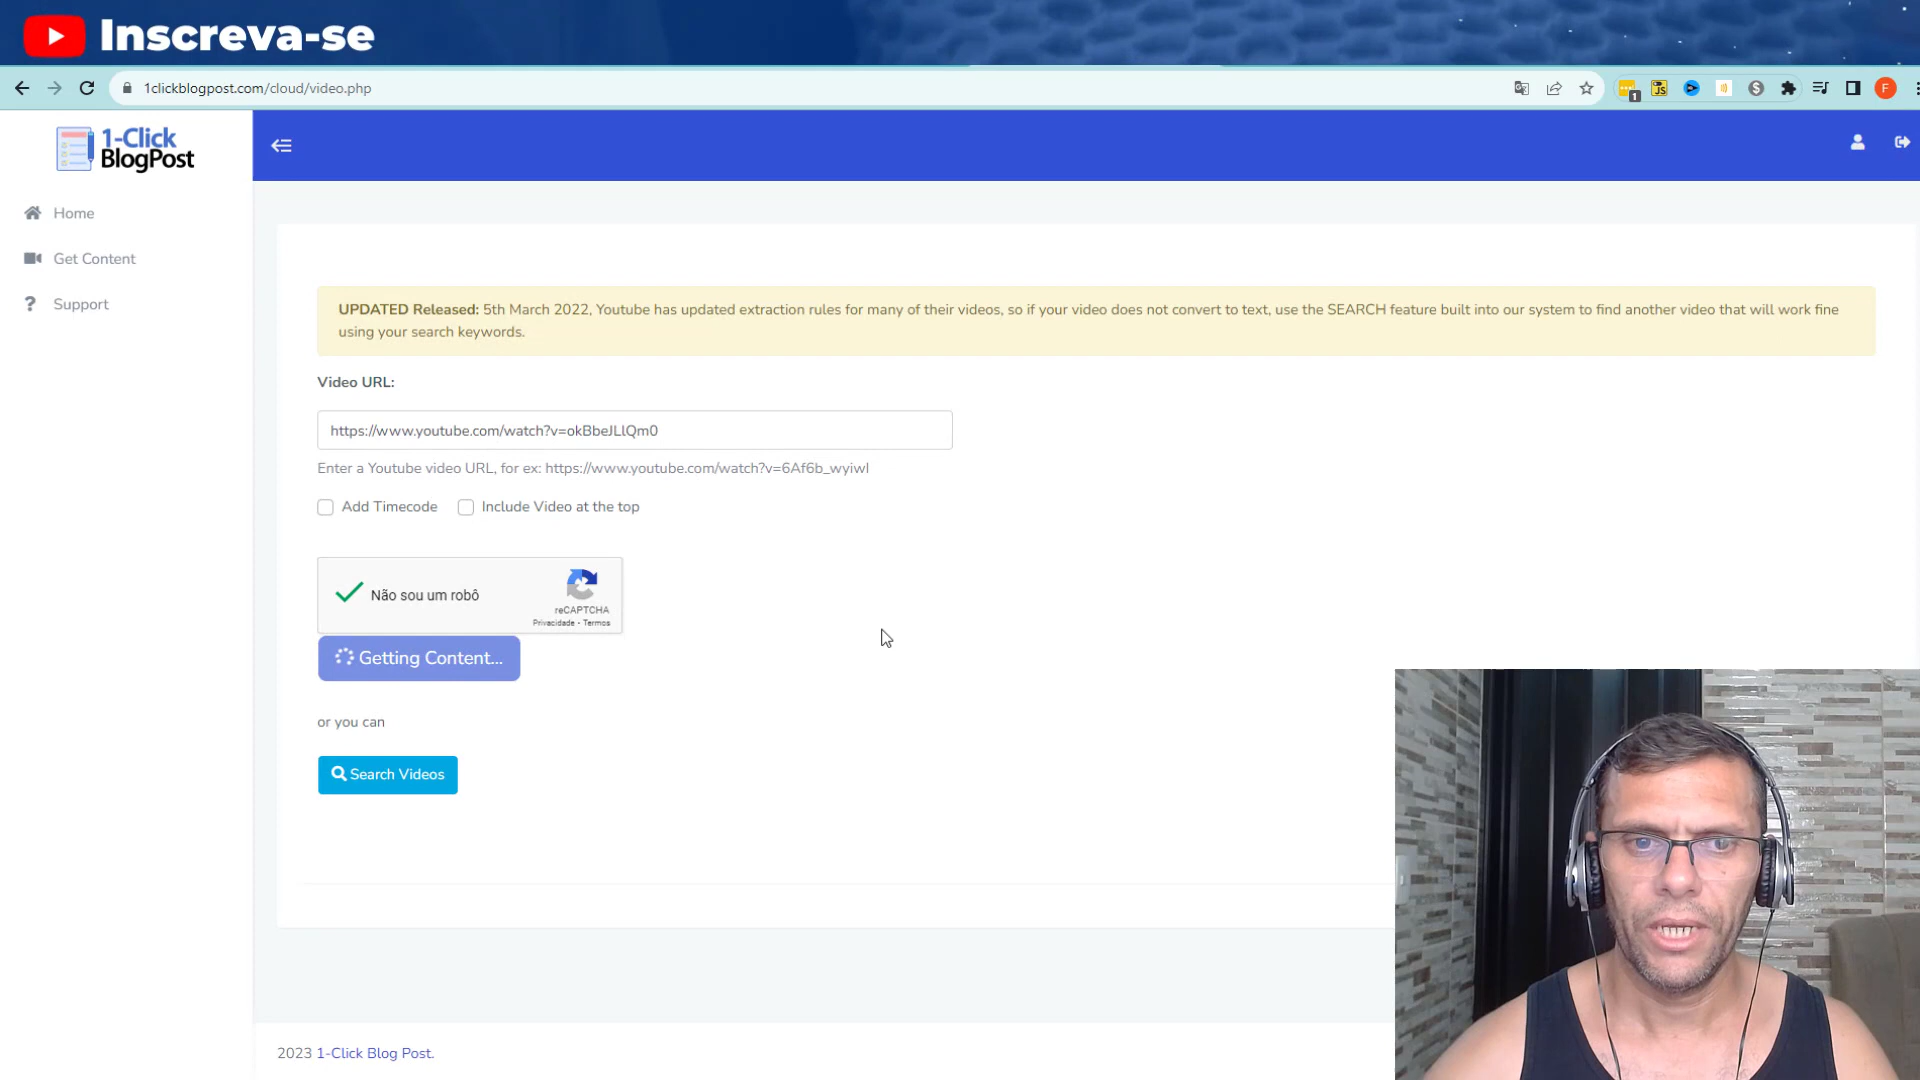 Inscreva-se
1clickblogpost.com/cloud/video.php
1
JS
F
1-Click
BlogPost
Home
Get Content
Support
UPDATED Released: 5th March 2022, Youtube has updated extraction rules for many of their videos, so if your video does not convert to text, use the SEARCH feature built into our system to find another video that will work fine
using your search keywords.
Video URL:
https://www.youtube.com/watch?v=okBbeJLlQm0
Enter a Youtube video URL, for ex: https://www.youtube.com/watch?v=6Af6b_wyiwI
Add Timecode
Include Video at the top
Não sou um robô
reCAPTCHA
Privacidade - Termos
Getting Content...
or you can
Search Videos
2023 1-Click Blog Post.